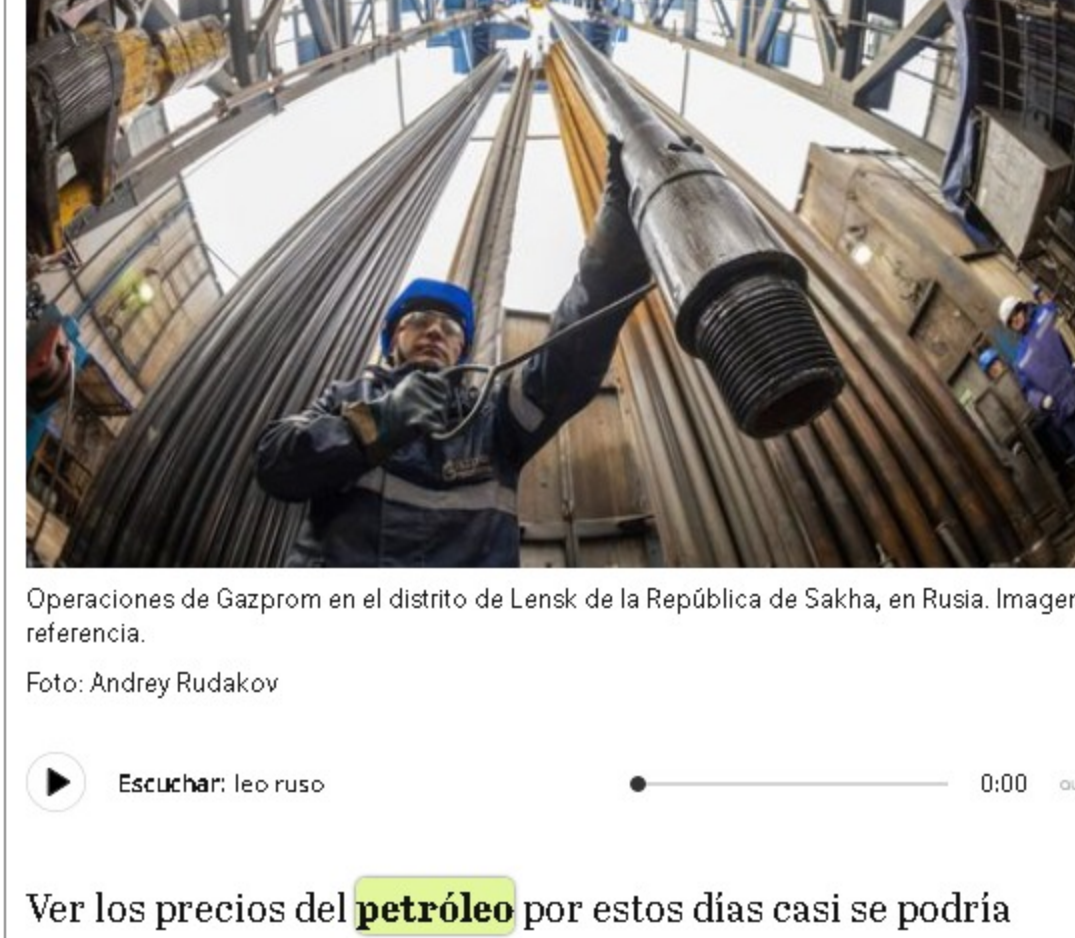 Operaciones de Gazprom en el distrito de Lensk de la República de Sakha, en Rusia. Imagen
referencia.
Foto: Andrey Rudakov
Escuchar: leo ruso 0:00
Ver los precios del petróleo por estos días casi se podría